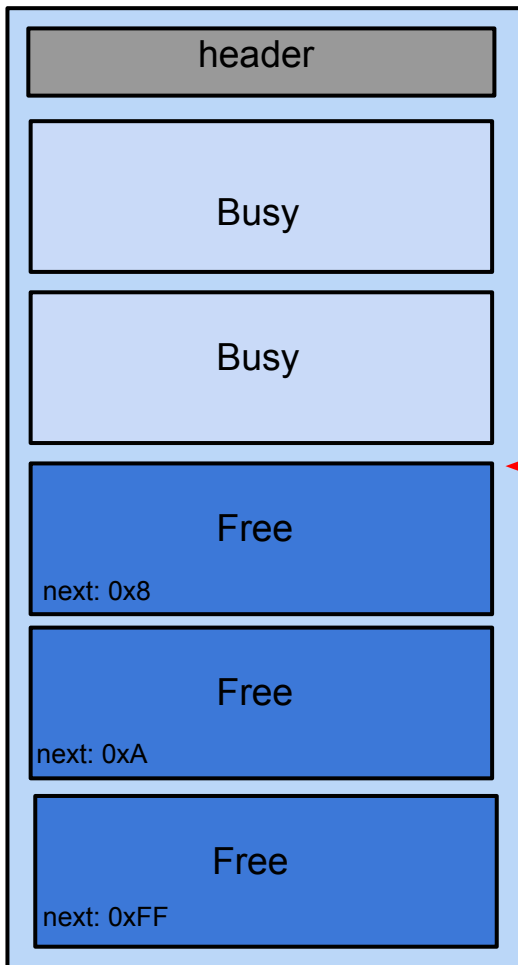 header
Busy
Busy
Free
next: 0x8
Free
next: 0xA
Free
next: 0xFF